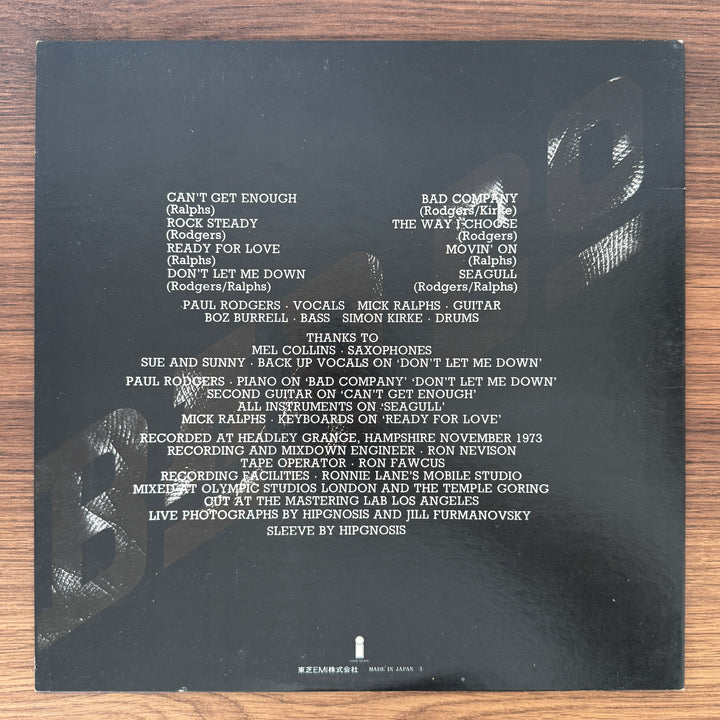 CAN'T GET ENOUGH
(Ralphs)
ROCK STEADY
(Rodgers)
READY FOR LOVE
(Ralphs)
DON'T LET ME DOWN
(Rodgers/Ralphs)
BAD COMPANY
(Rodgers/Kirke)
THE WAY I CHOOSE
(Rodgers)
MOVIN' ON
(Ralphs)
SEAGULL
(Rodgers/Ralphs)
PAUL RODGERS · VOCALS MICK RALPHS · GUITAR
BOZ BURRELL · BASS SIMON KIRKE · DRUMS
THANKS TO
MEL COLLINS · SAXOPHONES
SUE AND SUNNY · BACK UP VOCALS ON ‘DON'T LET ME DOWN’
PAUL RODGERS · PIANO ON ‘BAD COMPANY’ ‘DON'T LET ME DOWN’
SECOND GUITAR ON ‘CAN'T GET ENOUGH’
ALL INSTRUMENTS ON ‘SEAGULL’
MICK RALPHS · KEYBOARDS ON ‘READY FOR LOVE’
RECORDED AT HEADLEY GRANGE, HAMPSHIRE NOVEMBER 1973
RECORDING AND MIXDOWN ENGINEER · RON NEVISON
TAPE OPERATOR · RON FAWCUS
RECORDING FACILITIES · RONNIE LANE'S MOBILE STUDIO
MIXED AT OLYMPIC STUDIOS LONDON AND THE TEMPLE GORING
CUT AT THE MASTERING LAB LOS ANGELES
LIVE PHOTOGRAPHS BY HIPGNOSIS AND JILL FURMANOVSKY
SLEEVE BY HIPGNOSIS
i
東芝EMI株式会社 MADE IN JAPAN